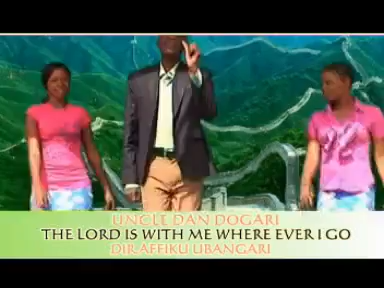 UNCLE DAN DOGARI
THE LORD IS WITH ME WHERE EVER I GO
DIR AFFIKU UBANGARI